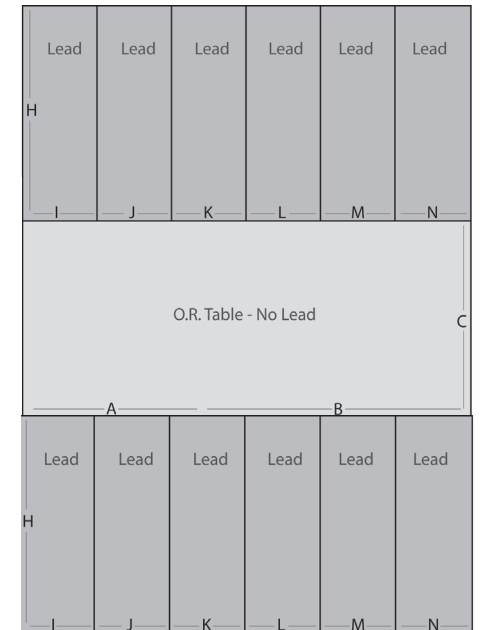 Lead Lead Lead Lead Lead Lead
H
I J K L M N
O.R. Table - No Lead
C
A B
Lead Lead Lead Lead Lead Lead
H
I J K L M N